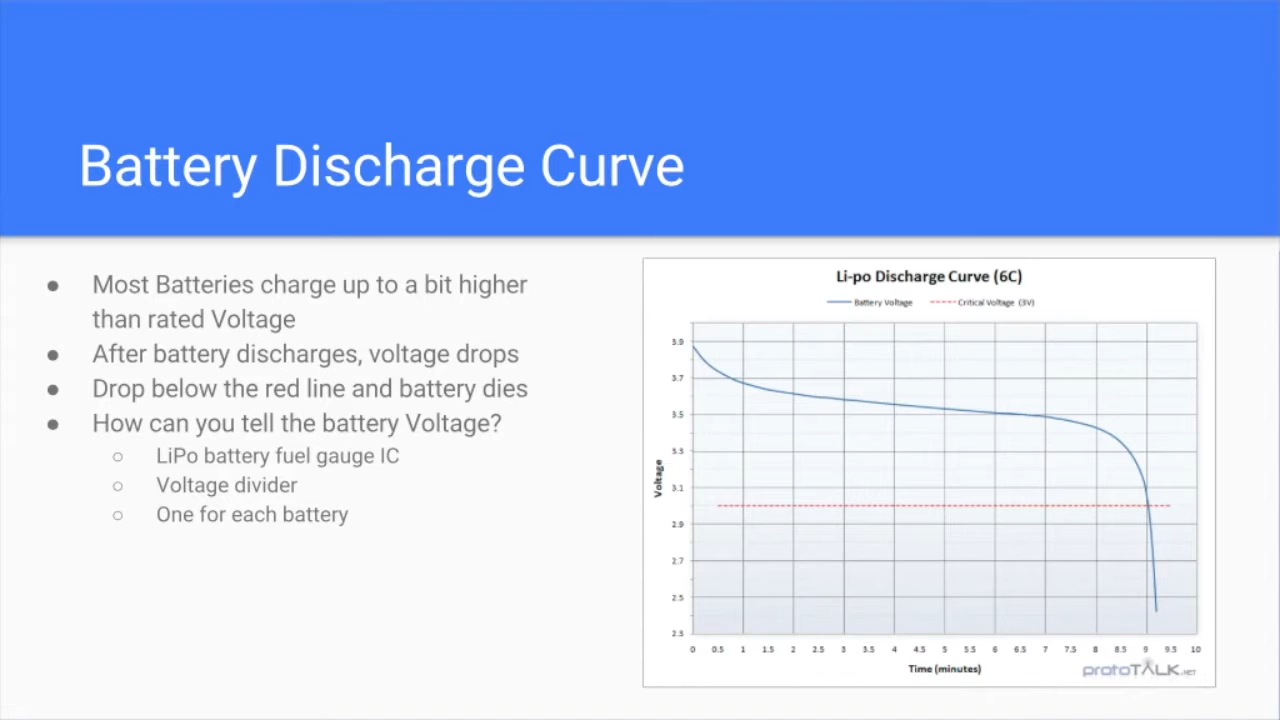 Battery Discharge Curve
● Most Batteries charge up to a bit higher
than rated Voltage
● After battery discharges, voltage drops
● Drop below the red line and battery dies
● How can you tell the battery Voltage?
○ LiPo battery fuel gauge IC
○ Voltage divider
○ One for each battery
Li-po Discharge Curve (6C)
Battery Voltage Critical Voltage (3V)
Voltage
3.9
3.7
3.5
3.3
3.1
2.9
2.7
2.5
2.3
0 0.5 1 1.5 2 2.5 3 3.5 4 4.5 5 5.5 6 6.5 7 7.5 8 8.5 9 9.5 10
Time (minutes)
protoTALK.NET